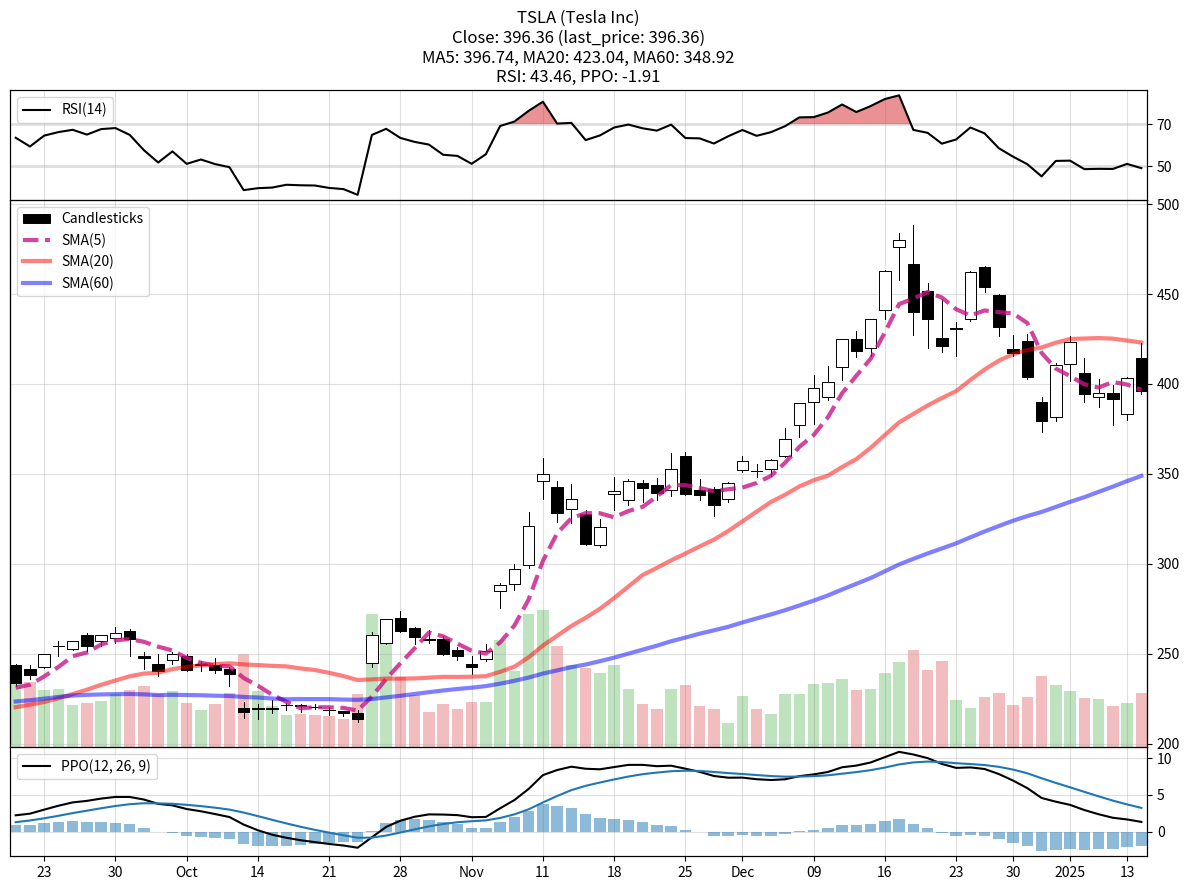 TSLA (Tesla Inc)
Close: 396.36 (last_price: 396.36)
MA5: 396.74, MA20: 423.04, MA60: 348.92
RSI: 43.46, PPO: -1.91
RSI(14)
70
50
Candlesticks
SMA(5)
SMA(20)
SMA(60)
500
450
400
350
300
250
200
PPO(12, 26, 9)
10
5
0
23 30 Oct 14 21 28 Nov 11 18 25 Dec 09 16 23 30 2025 13